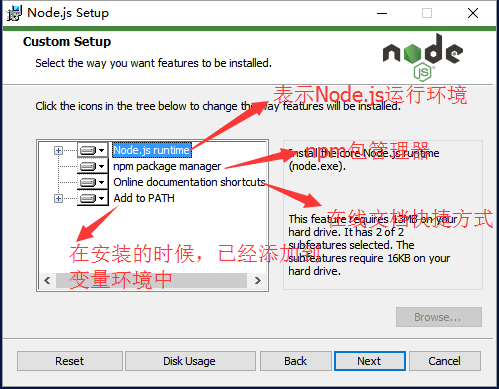 Node.js Setup
Custom Setup
Select the way you want features to be installed.
node
JS
Click the icons in the tree below to change the way features will be installed.
表示Node.js运行环境
Node.js runtime
npm package manager
Online documentation shortcuts
Add to PATH
Install the core Node.js runtime
(node.exe).
npm包管理器
在线文档快捷方式
This feature requires 13MB on your
hard drive. It has 2 of 2
subfeatures selected. The
subfeatures require 16KB on your
hard drive.
在安装的时候，已经添加到
变量环境中
Browse...
Reset
Disk Usage
Back
Next
Cancel